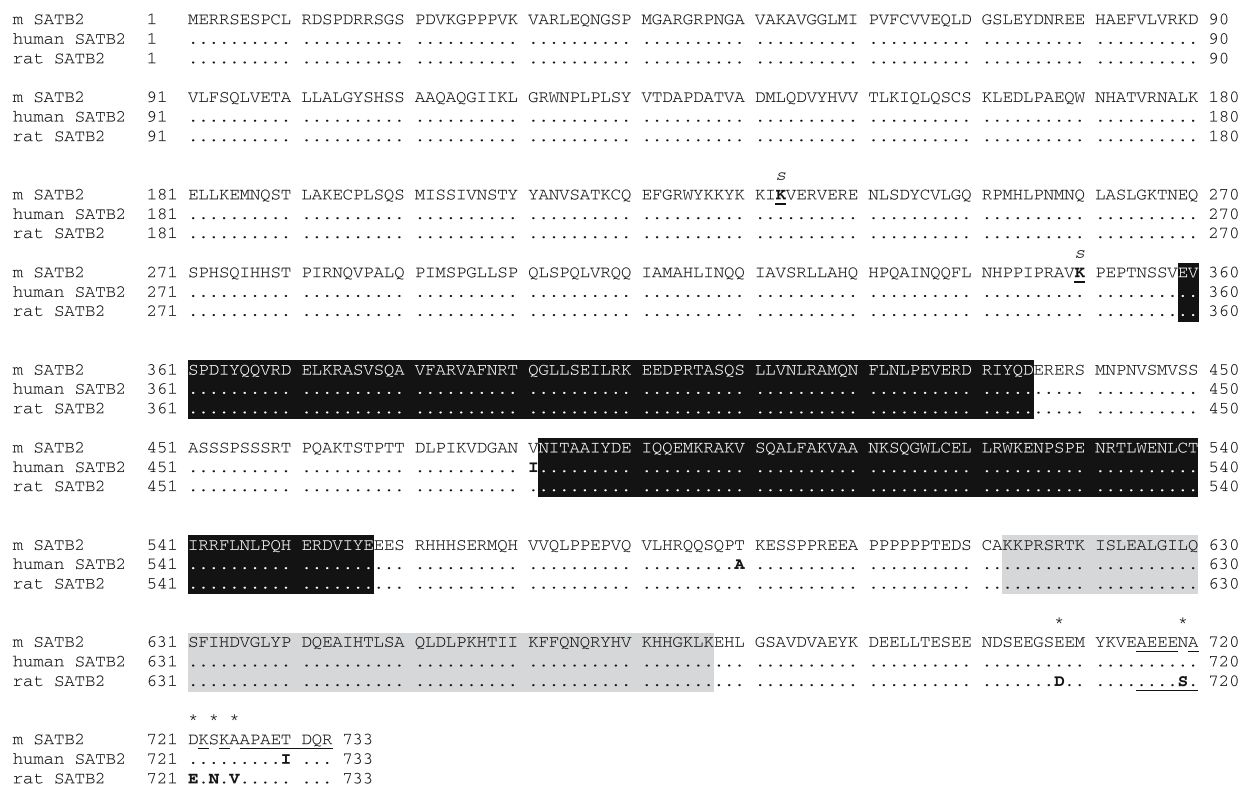 m SATB2 1 MERRSESPCL RDSPDRRSGS PDVKGPPPVK VARLEQNGSP MGARGRPNGA VAKAVGGLMI PVFCVVEQLD GSLEYDNREE HAEFVLVRKD 90
human SATB2 1 .......... .......... .......... .......... .......... .......... .......... .......... .......... 90
rat SATB2 1 .......... .......... .......... .......... .......... .......... .......... .......... .......... 90
m SATB2 91 VLFSQLVETA LLALGYSHSS AAQAQGIIKL GRWNPLPLSY VTDAPDATVA DMLQDVYHVV TLKIQLQSCS KLEDLPAEQW NHATVRNALK 180
human SATB2 91 .......... .......... .......... .......... .......... .......... .......... .......... .......... 180
rat SATB2 91 .......... .......... .......... .......... .......... .......... .......... .......... .......... 180
S
m SATB2 181 ELLKEMNQST LAKECPLSQS MISSIVNSTY YANVSATKCQ EFGRWYKKYK KIKVERVERE NLSDYCVLGQ RPMHLPNMNQ LASLGKTNEQ 270
human SATB2 181 .......... .......... .......... .......... .......... .......... .......... .......... .......... 270
rat SATB2 181 .......... .......... .......... .......... .......... .......... .......... .......... .......... 270
S
m SATB2 271 SPHSQIHHST PIRNQVPALQ PIMSPGLLSP QLSPQLVRQQ IAMAHLINQQ IAVSRLLAHQ HPQAINQQFL NHPPIPRAVK PEPTNSSVEV 360
human SATB2 271 .......... .......... .......... .......... .......... .......... .......... .......... .......... 360
rat SATB2 271 .......... .......... .......... .......... .......... .......... .......... .......... .......... 360
m SATB2 361 SPDIYQQVRD ELKRASVSQA VFARVAFNRT QGLLSEILRK EEDPRTASQS LLVNLRAMQN FLNLPEVERD RIYQDERERS MNPNVSMVSS 450
human SATB2 361 .......... .......... .......... .......... .......... .......... .......... .......... .......... 450
rat SATB2 361 .......... .......... .......... .......... .......... .......... .......... .......... .......... 450
m SATB2 451 ASSSPSSSRT PQAKTSTPTT DLPIKVDGAN VNITAAIYDE IQQEMKRAKV SQALFAKVAA NKSQGWLCEL LRWKENPSPE NRTLWENLCT 540
human SATB2 451 .......... .......... .......... I......... .......... .......... .......... .......... .......... 540
rat SATB2 451 .......... .......... .......... .......... .......... .......... .......... .......... .......... 540
m SATB2 541 IRRFLNLPQH ERDVIYEEES RHHHSERMQH VVQLPPEPVQ VLHRQQSQPT KESSPPREEA PPPPPPTEDS CAKKPRSRTK ISLEALGILQ 630
human SATB2 541 .......... .......... .......... .......... .........A .......... .......... .......... .......... 630
rat SATB2 541 .......... .......... .......... .......... .......... .......... .......... .......... .......... 630
* *
m SATB2 631 SFIHDVGLYP DQEAIHTLSA QLDLPKHTII KFFQNQRYHV KHHGKLKEHL GSAVDVAEYK DEELLTESEE NDSEEGSEEM YKVEAEEENA 720
human SATB2 631 .......... .......... .......... .......... .......... .......... .......... .......... .......... 720
rat SATB2 631 .......... .......... .......... .......... .......... .......... .......... .......D.. ........S. 720
* * *
m SATB2 721 DKSKAAPAET DQR 733
human SATB2 721 .........I ... 733
rat SATB2 721 E.N.V..... ... 733